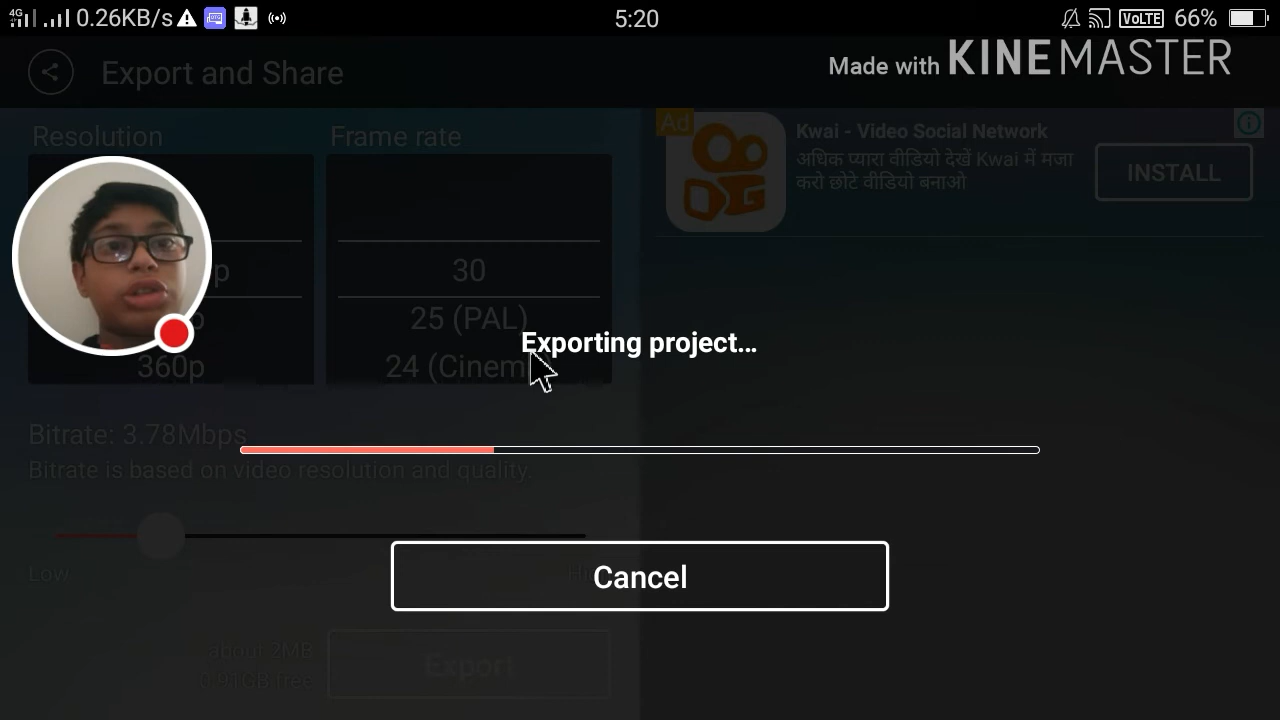 4G 0.26KB/s 5:20 VoLTE 66%
Export and Share
Made with KINEMASTER
Resolution
Frame rate
Ad
Kwai - Video Social Network
अधिक प्यारा वीडियो देखें Kwai में मजा
करो छोटे वीडियो बनाओ
INSTALL
30
25 (PAL)
360p
24 (Cinem
Exporting project...
Bitrate: 3.78Mbps
Bitrate is based on video resolution and quality.
Low
Cancel
about 2MB
Export